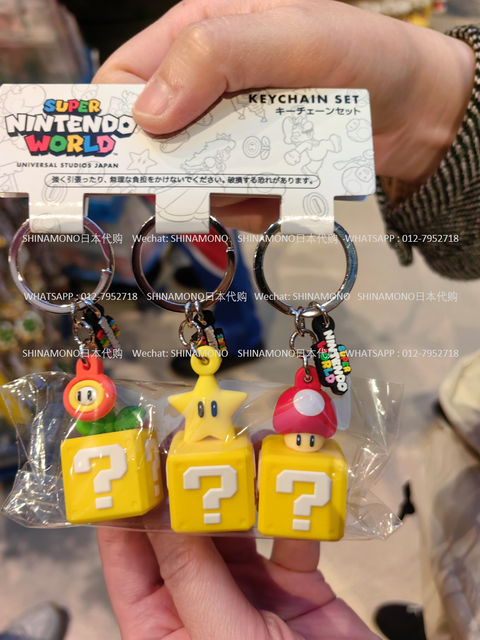 SUPER
NINTENDO
WORLD
UNIVERSAL STUDIOS JAPAN
KEYCHAIN SET
キーチェーンセット
強く引張ったり、無理な負担をかけないでください。破損する恐れがあります。
SHINAMONO日本代购 Wechat: SHINAMONO SHINAMONO日本代购 WHATSAPP : 012-7952718
WHATSAPP : 012-7952718 SHINAMONO日本代购 SHINAMONO日本代购
SHINAMONO日本代购 Wechat: SHINAMONO SHINAMONO日本代购 WHATSAPP : 012-7952718
SUPER
NINTENDO
WORLD
?
?
?